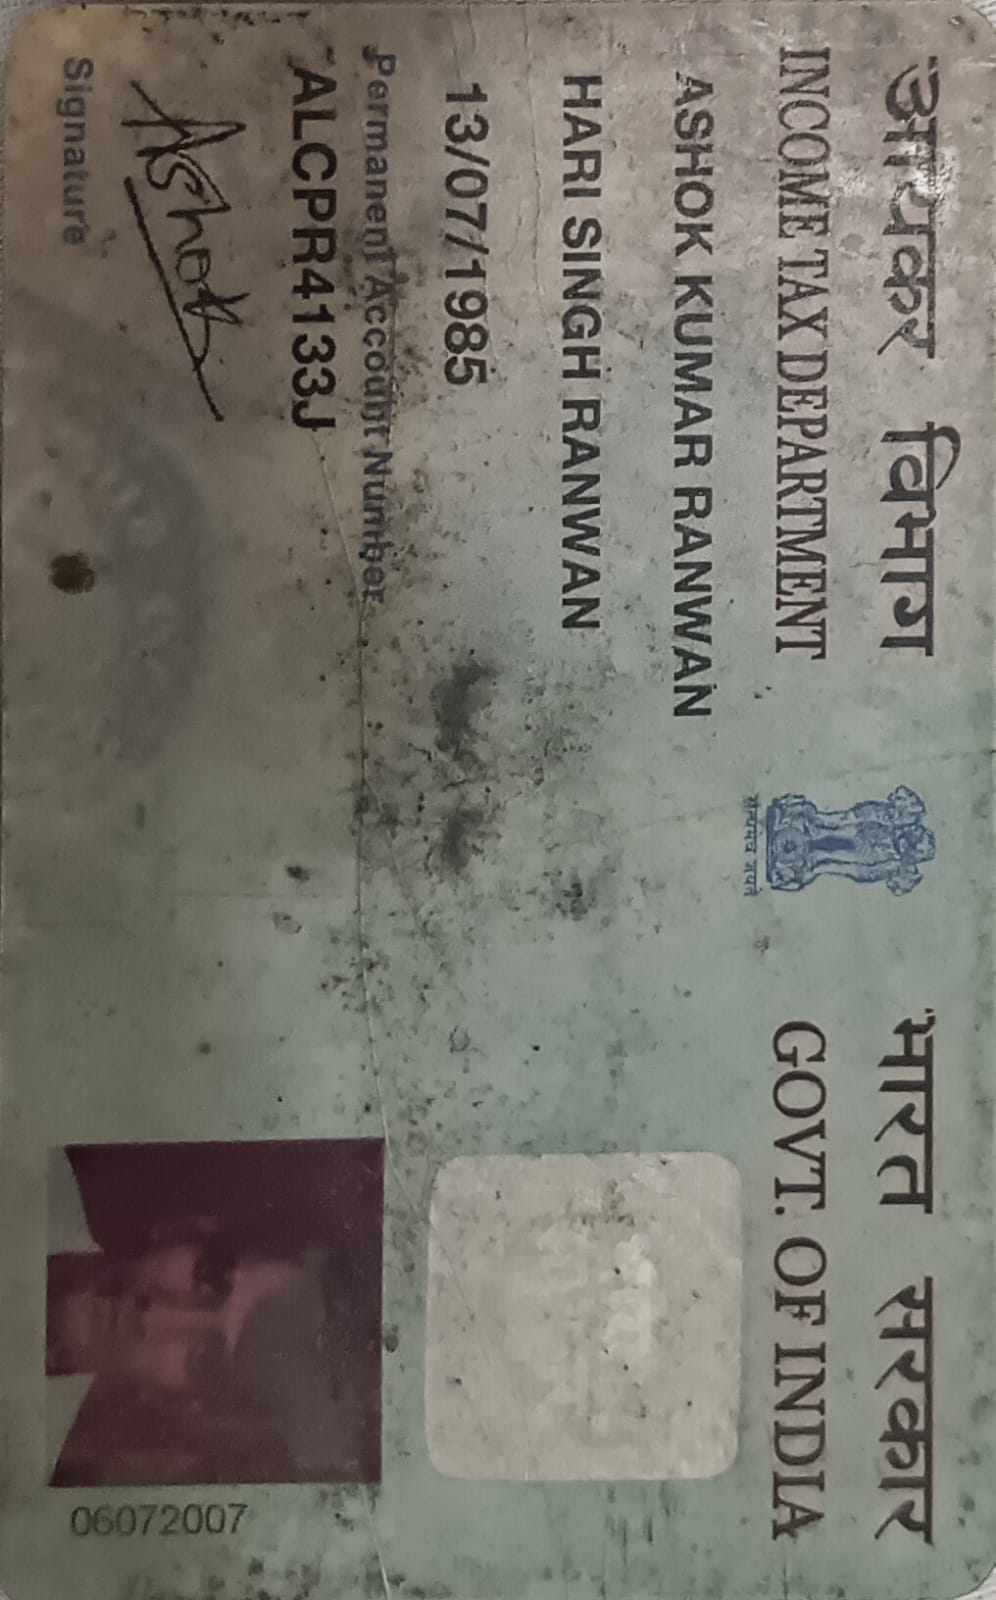 आयकर विभाग
INCOME TAX DEPARTMENT
सत्यमेव जयते
भारत सरकार
GOVT. OF INDIA
ASHOK KUMAR RANWAN
HARI SINGH RANWAN
13/07/1985
Permanent Account Number
ALCPR4133J
Ashok
Signature
06072007